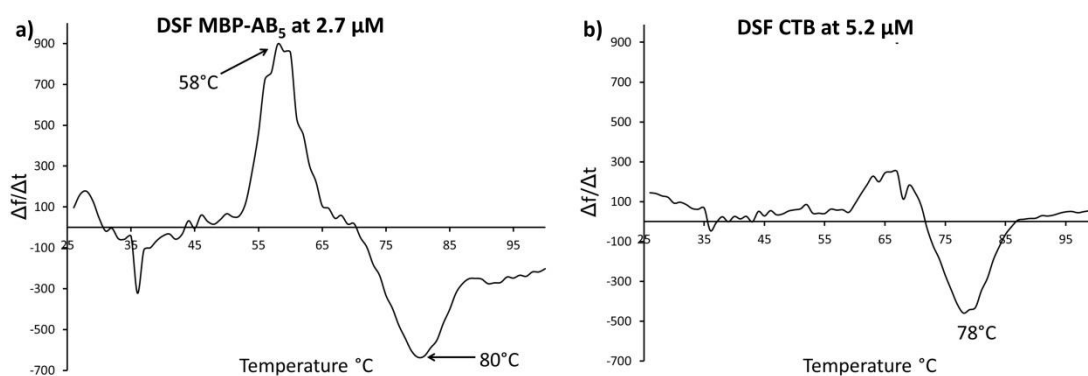 a)
DSF MBP-AB₅ at 2.7 µM
900
700
500
300
100
-100
-300
-500
-700
25 35 45 55 65 75 85 95
Δf/Δt
58°C
80°C
Temperature °C
b)
DSF CTB at 5.2 µM
900
700
500
300
100
-100
-300
-500
-700
25 35 45 55 65 75 85 95
Δf/Δt
78°C
Temperature °C